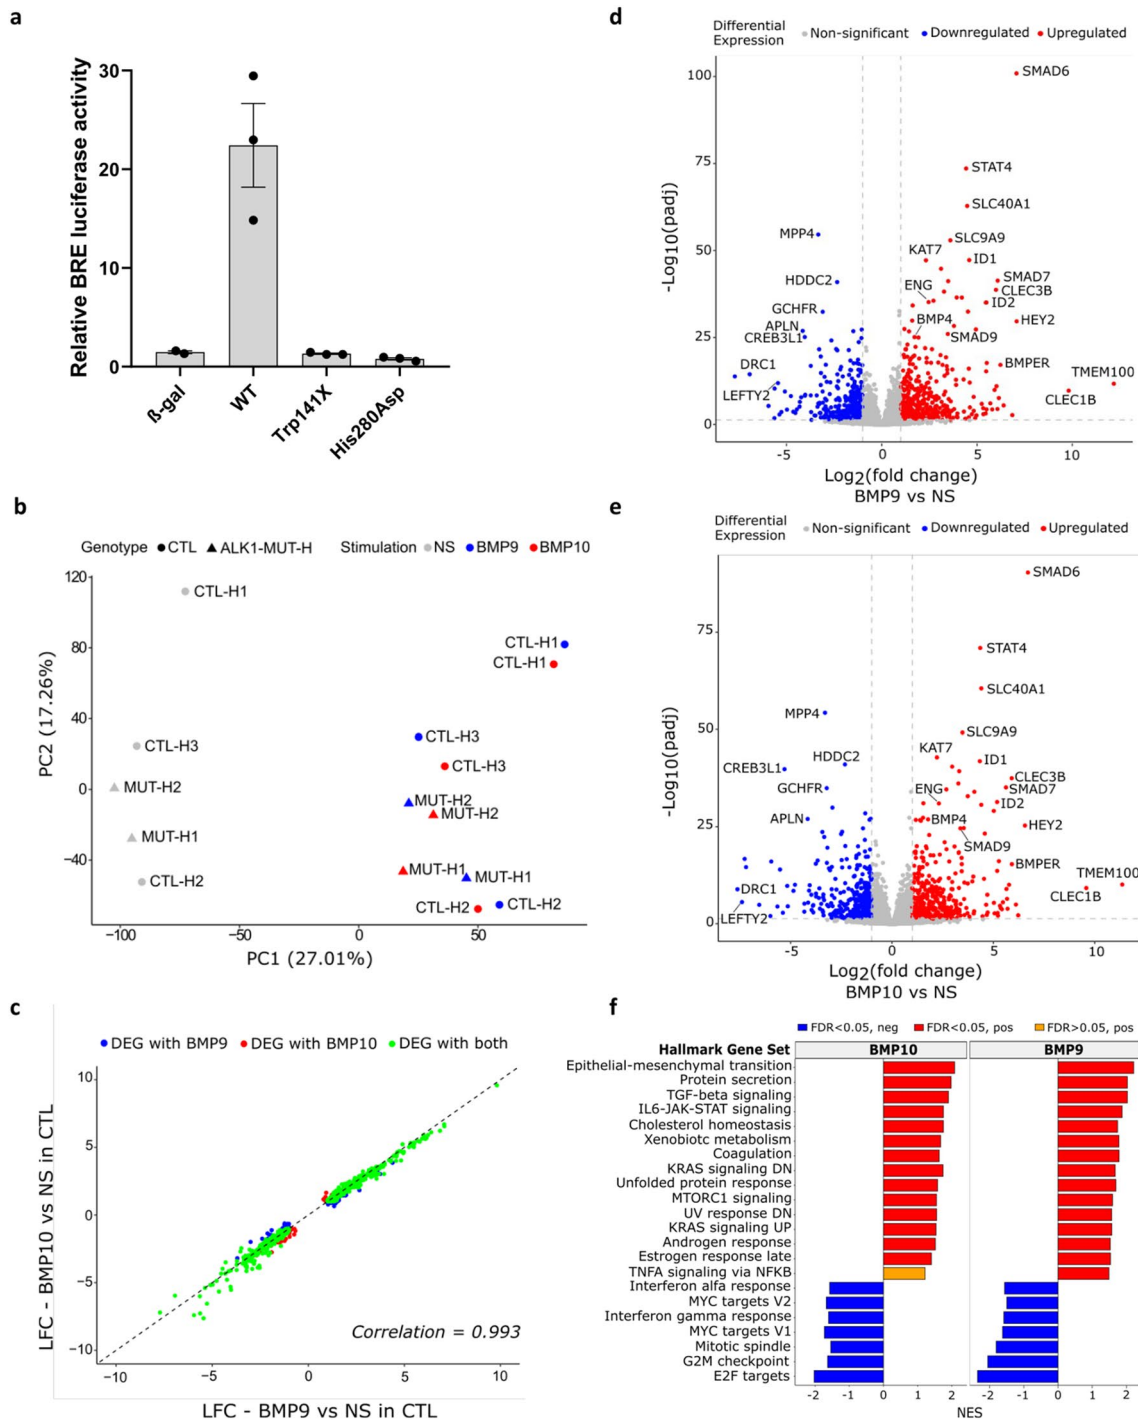 a
Relative BRE luciferase activity
30
20
10
0
ß-gal
WT
Trp141X
His280Asp
b
Genotype CTL ALK1-MUT-H Stimulation NS BMP9 BMP10
120
80
40
0
−40
PC2 (17.26%)
CTL-H1
CTL-H1
CTL-H1
CTL-H3
CTL-H3
CTL-H3
MUT-H2
MUT-H2
MUT-H2
MUT-H1
MUT-H1
MUT-H1
CTL-H2
CTL-H2
CTL-H2
−100
−50
0
50
PC1 (27.01%)
c
DEG with BMP9 DEG with BMP10 DEG with both
10
5
0
−5
−10
LFC - BMP10 vs NS in CTL
Correlation = 0.993
−10
−5
0
5
10
LFC - BMP9 vs NS in CTL
d
Differential
Expression
Non-significant Downregulated Upregulated
100
75
50
25
0
-Log10(padj)
SMAD6
STAT4
SLC40A1
MPP4
SLC9A9
KAT7
ID1
HDDC2
SMAD7
ENG
CLEC3B
ID2
GCHFR
HEY2
APLN
BMP4
CREB3L1
SMAD9
DRC1
BMPER
TMEM100
LEFTY2
CLEC1B
-5
0
5
10
Log2(fold change)
BMP9 vs NS
e
Differential
Expression
Non-significant Downregulated Upregulated
75
50
25
0
-Log10(padj)
SMAD6
STAT4
SLC40A1
MPP4
SLC9A9
KAT7
HDDC2
ID1
CREB3L1
CLEC3B
GCHFR
ENG
SMAD7
ID2
APLN
BMP4
HEY2
SMAD9
BMPER
TMEM100
DRC1
CLEC1B
LEFTY2
-5
0
5
10
Log2(fold change)
BMP10 vs NS
f
FDR<0.05, neg FDR<0.05, pos FDR>0.05, pos
Hallmark Gene Set BMP10 BMP9
Epithelial-mesenchymal transition
Protein secretion
TGF-beta signaling
IL6-JAK-STAT signaling
Cholesterol homeostasis
Xenobiotc metabolism
Coagulation
KRAS signaling DN
Unfolded protein response
MTORC1 signaling
UV response DN
KRAS signaling UP
Androgen response
Estrogen response late
TNFA signaling via NFKB
Interferon alfa response
MYC targets V2
Interferon gamma response
MYC targets V1
Mitotic spindle
G2M checkpoint
E2F targets
-2 -1 0 1 2 -2 -1 0 1 2
NES